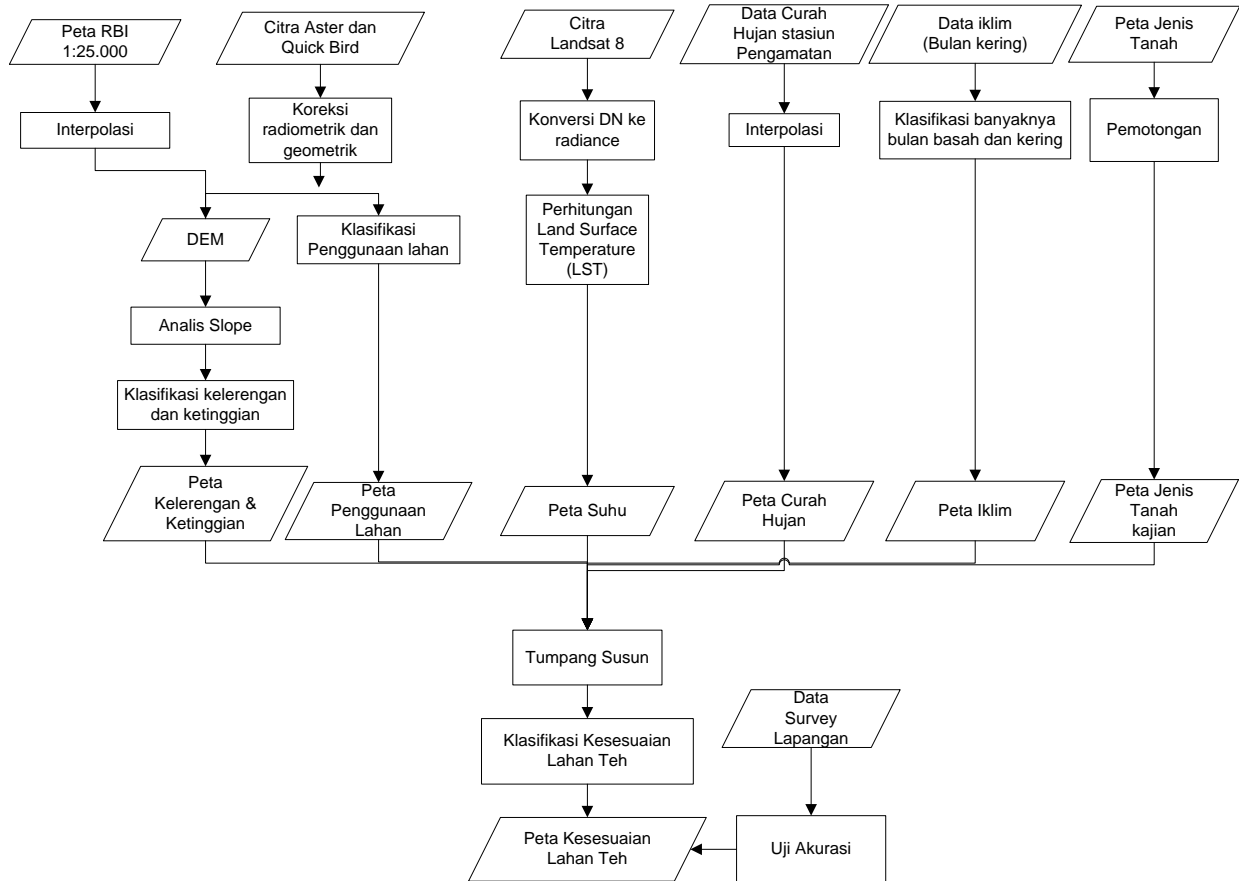 Peta RBI
1:25.000
Citra Aster dan
Quick Bird
Citra
Landsat 8
Data Curah
Hujan stasiun
Pengamatan
Data iklim
(Bulan kering)
Peta Jenis
Tanah
Interpolasi
Koreksi
radiometrik dan
geometrik
Konversi DN ke
radiance
Interpolasi
Klasifikasi banyaknya
bulan basah dan kering
Pemotongan
DEM
Klasifikasi
Penggunaan lahan
Perhitungan
Land Surface
Temperature
(LST)
Analis Slope
Klasifikasi kelerengan
dan ketinggian
Peta
Kelerengan &
Ketinggian
Peta
Penggunaan
Lahan
Peta Suhu
Peta Curah
Hujan
Peta Iklim
Peta Jenis
Tanah
kajian
Tumpang Susun
Klasifikasi Kesesuaian
Lahan Teh
Data
Survey
Lapangan
Peta Kesesuaian
Lahan Teh
Uji Akurasi